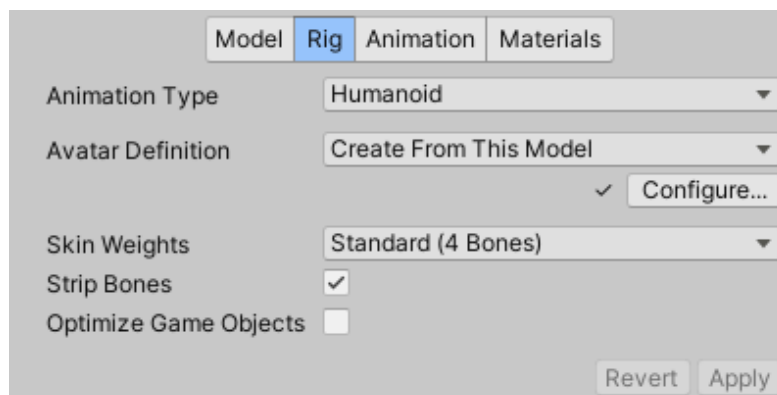 Model Rig Animation Materials
Animation Type Humanoid
Avatar Definition Create From This Model
Configure...
Skin Weights Standard (4 Bones)
Strip Bones
Optimize Game Objects
Revert Apply